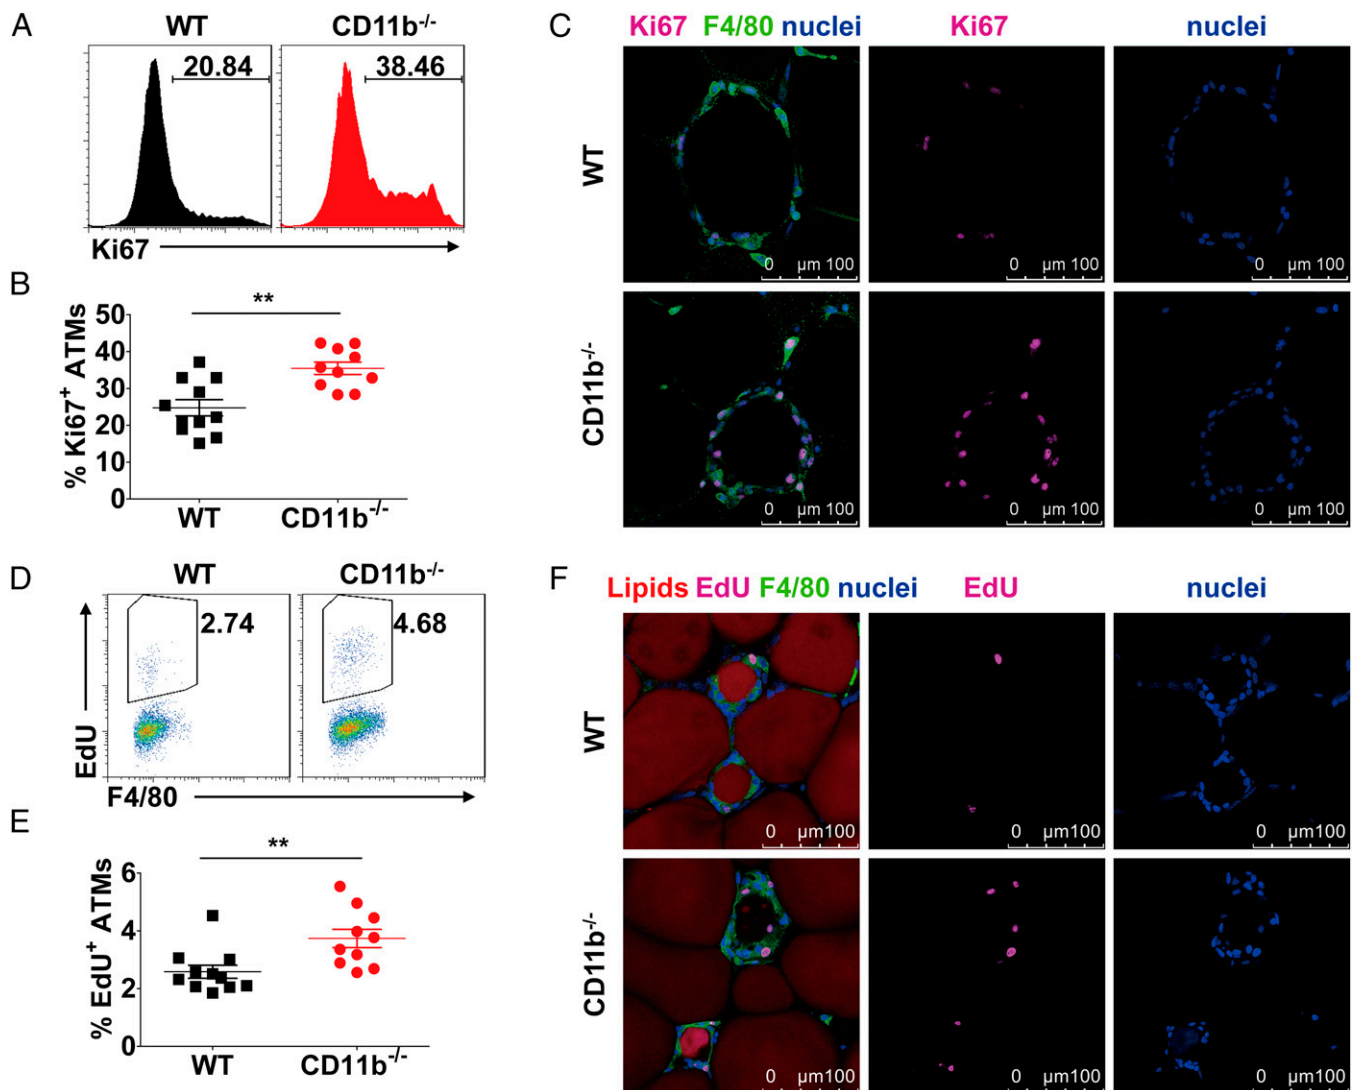 A
WT CD11b-/-
20.84 38.46
Ki67
B
**
% Ki67+ ATMs
50
40
30
20
10
0
WT CD11b-/-
C
Ki67 F4/80 nuclei Ki67 nuclei
WT
0 µm 100 0 µm 100 0 µm 100
CD11b-/-
0 µm 100 0 µm 100 0 µm 100
D
WT CD11b-/-
2.74 4.68
EdU
F4/80
E
**
% EdU+ ATMs
6
4
2
0
WT CD11b-/-
F
Lipids EdU F4/80 nuclei EdU nuclei
WT
0 µm100 0 µm100 0 µm100
CD11b-/-
0 µm100 0 µm100 0 µm100